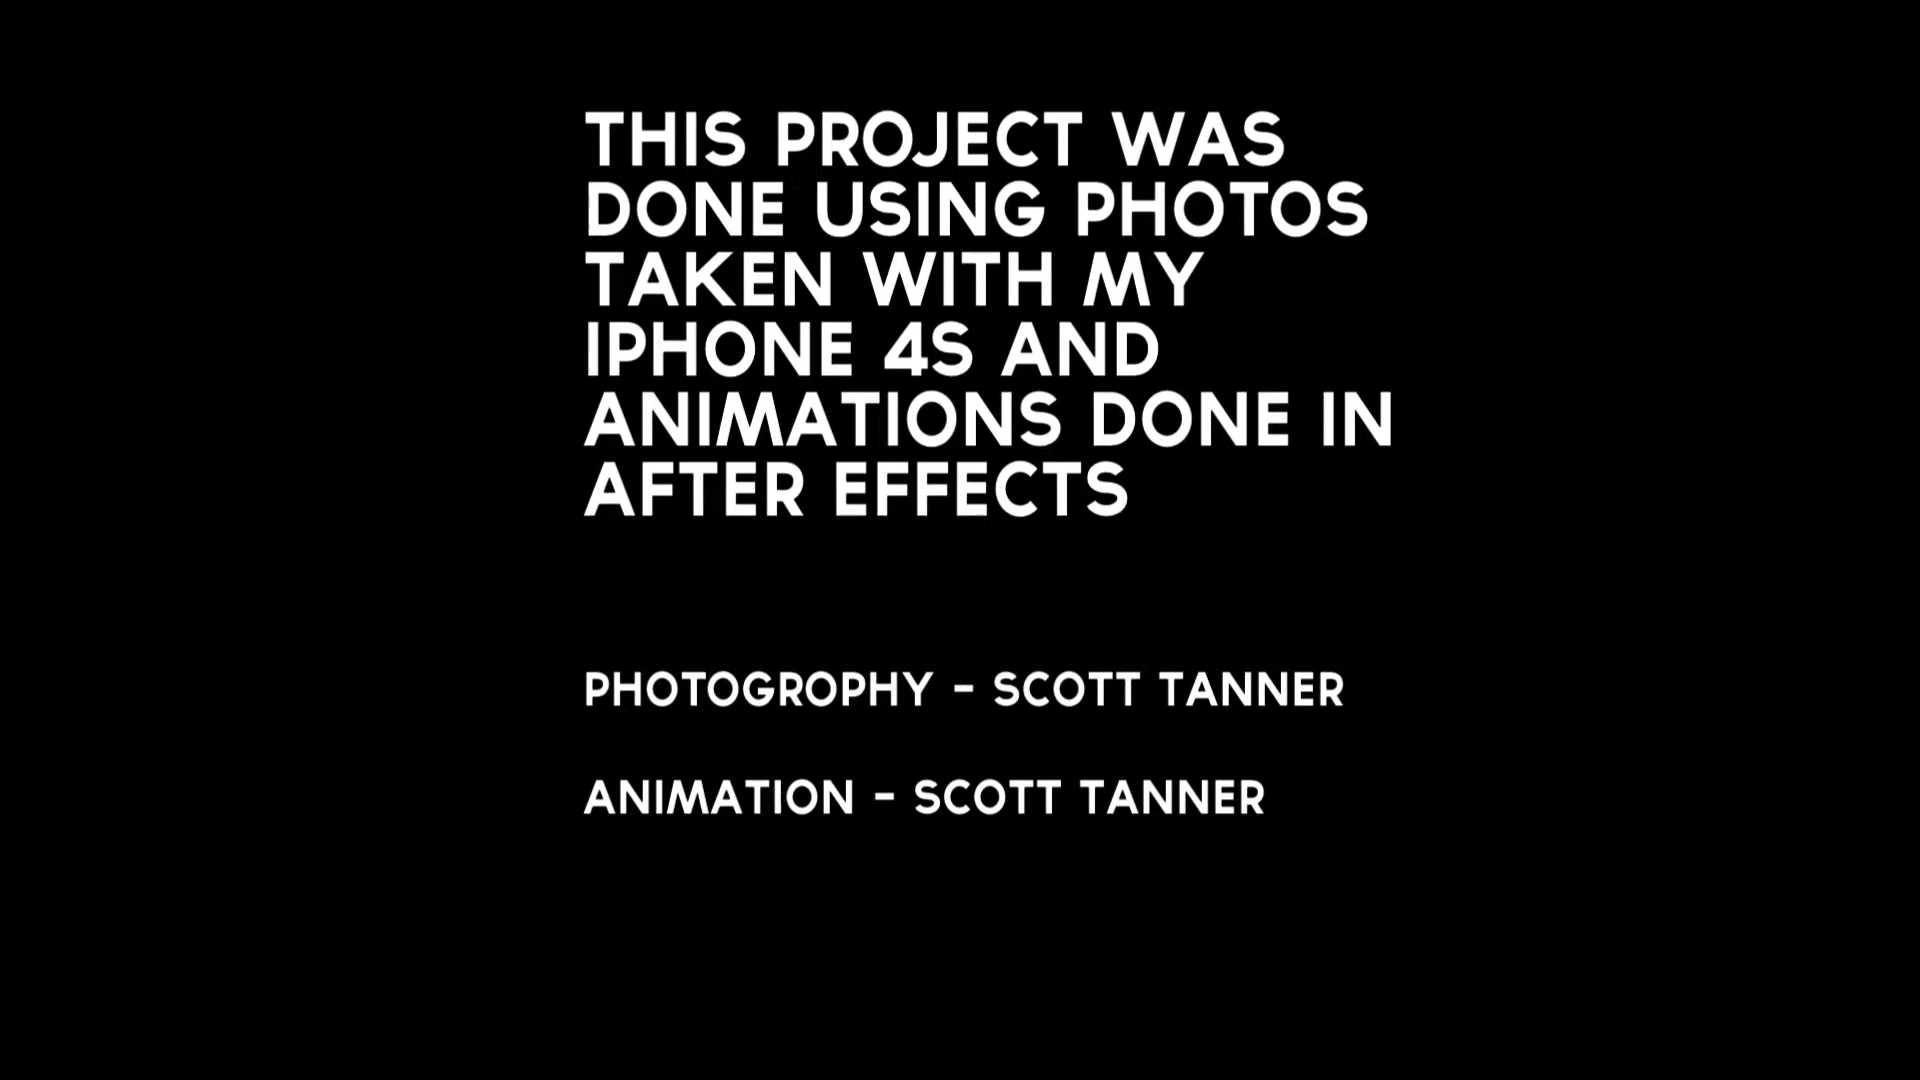 THIS PROJECT WAS
DONE USING PHOTOS
TAKEN WITH MY
IPHONE 4S AND
ANIMATIONS DONE IN
AFTER EFFECTS
PHOTOGROPHY - SCOTT TANNER
ANIMATION - SCOTT TANNER